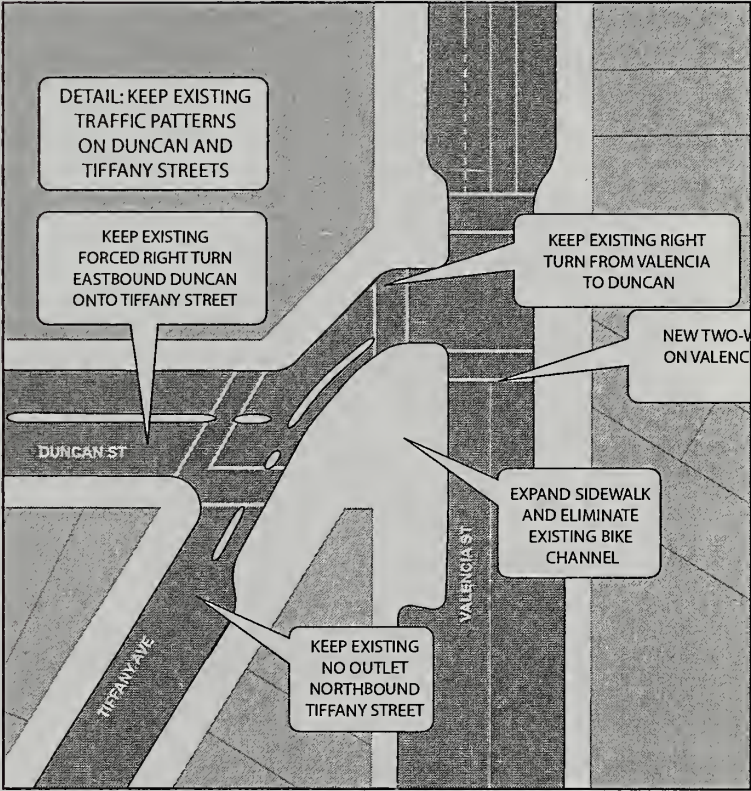 DETAIL: KEEP EXISTING
TRAFFIC PATTERNS
ON DUNCAN AND
TIFFANY STREETS
KEEP EXISTING
FORCED RIGHT TURN
EASTBOUND DUNCAN
ONTO TIFFANY STREET
KEEP EXISTING RIGHT
TURN FROM VALENCIA
TO DUNCAN
NEW TWO-W
ON VALENC
DUNCAN ST
EXPAND SIDEWALK
AND ELIMINATE
EXISTING BIKE
CHANNEL
VALENCIA ST
KEEP EXISTING
NO OUTLET
NORTHBOUND
TIFFANY STREET
TIFFANY AVE